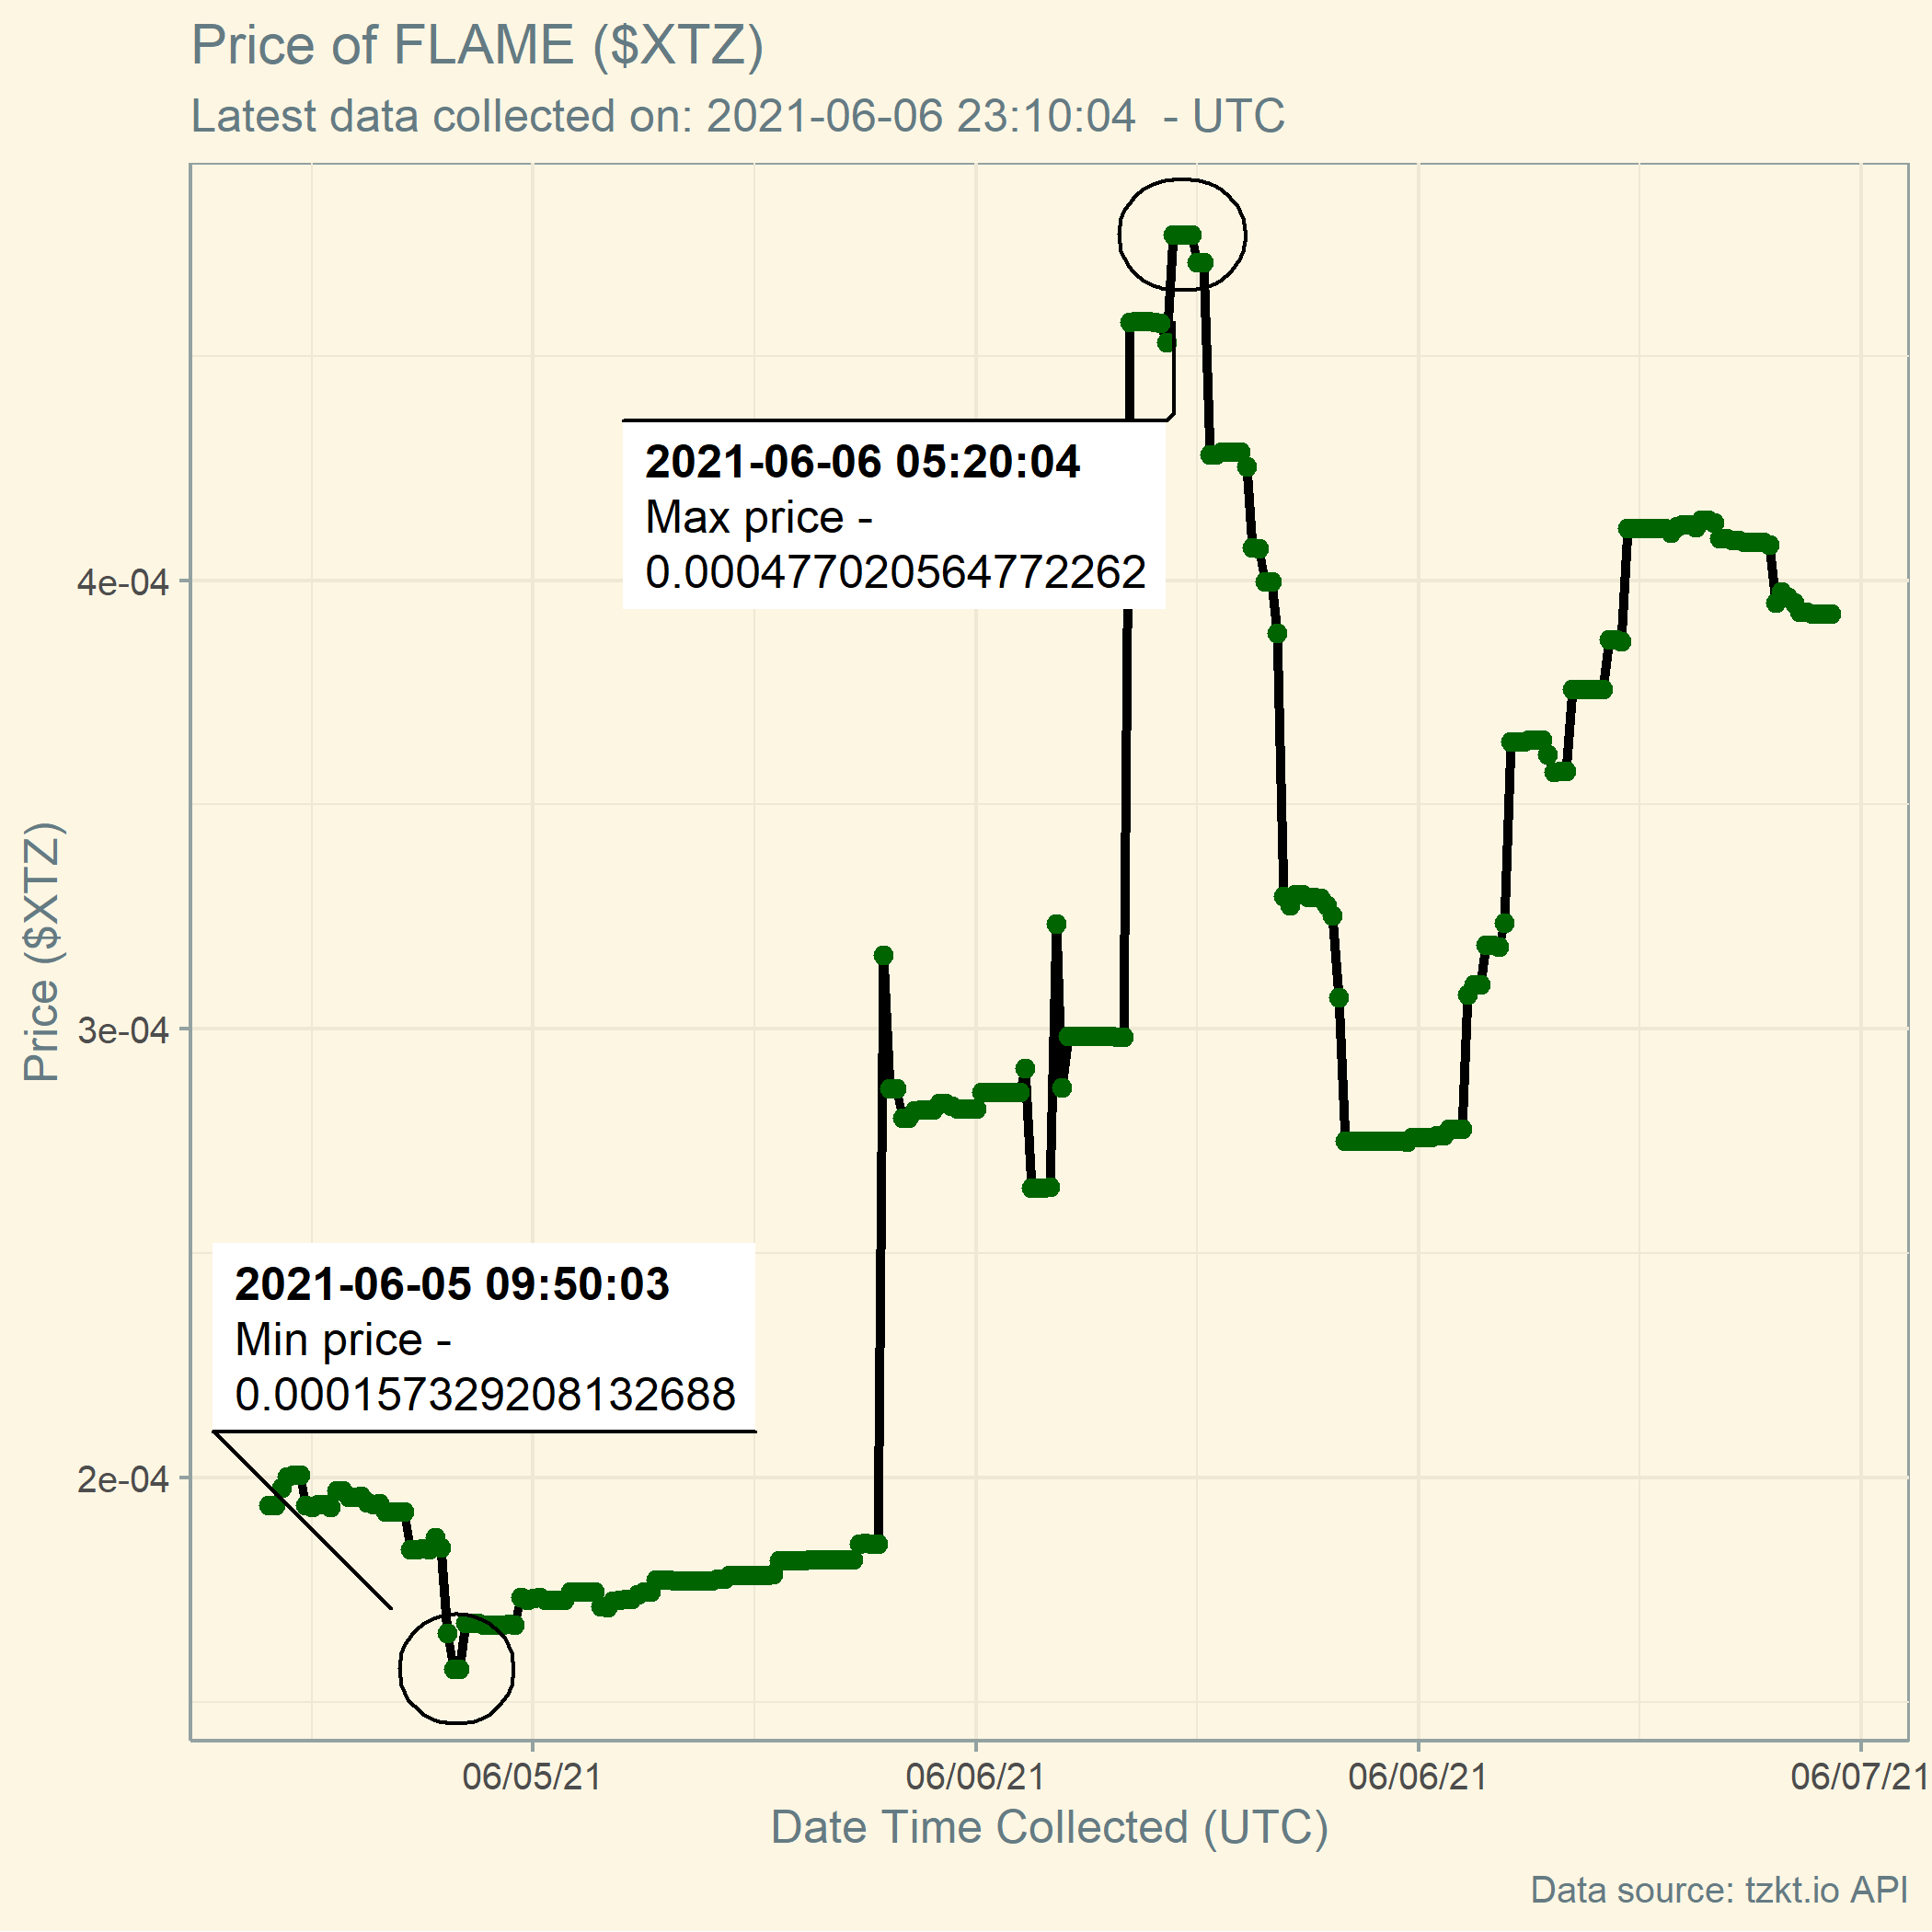 Price of FLAME ($XTZ)
Latest data collected on: 2021-06-06 23:10:04  - UTC
2021-06-06 05:20:04
Max price -
0.000477020564772262
4e-04
Price ($XTZ)
3e-04
2021-06-05 09:50:03
Min price -
0.000157329208132688
2e-04
06/05/21
06/06/21
06/06/21
06/07/21
Date Time Collected (UTC)
Data source: tzkt.io API